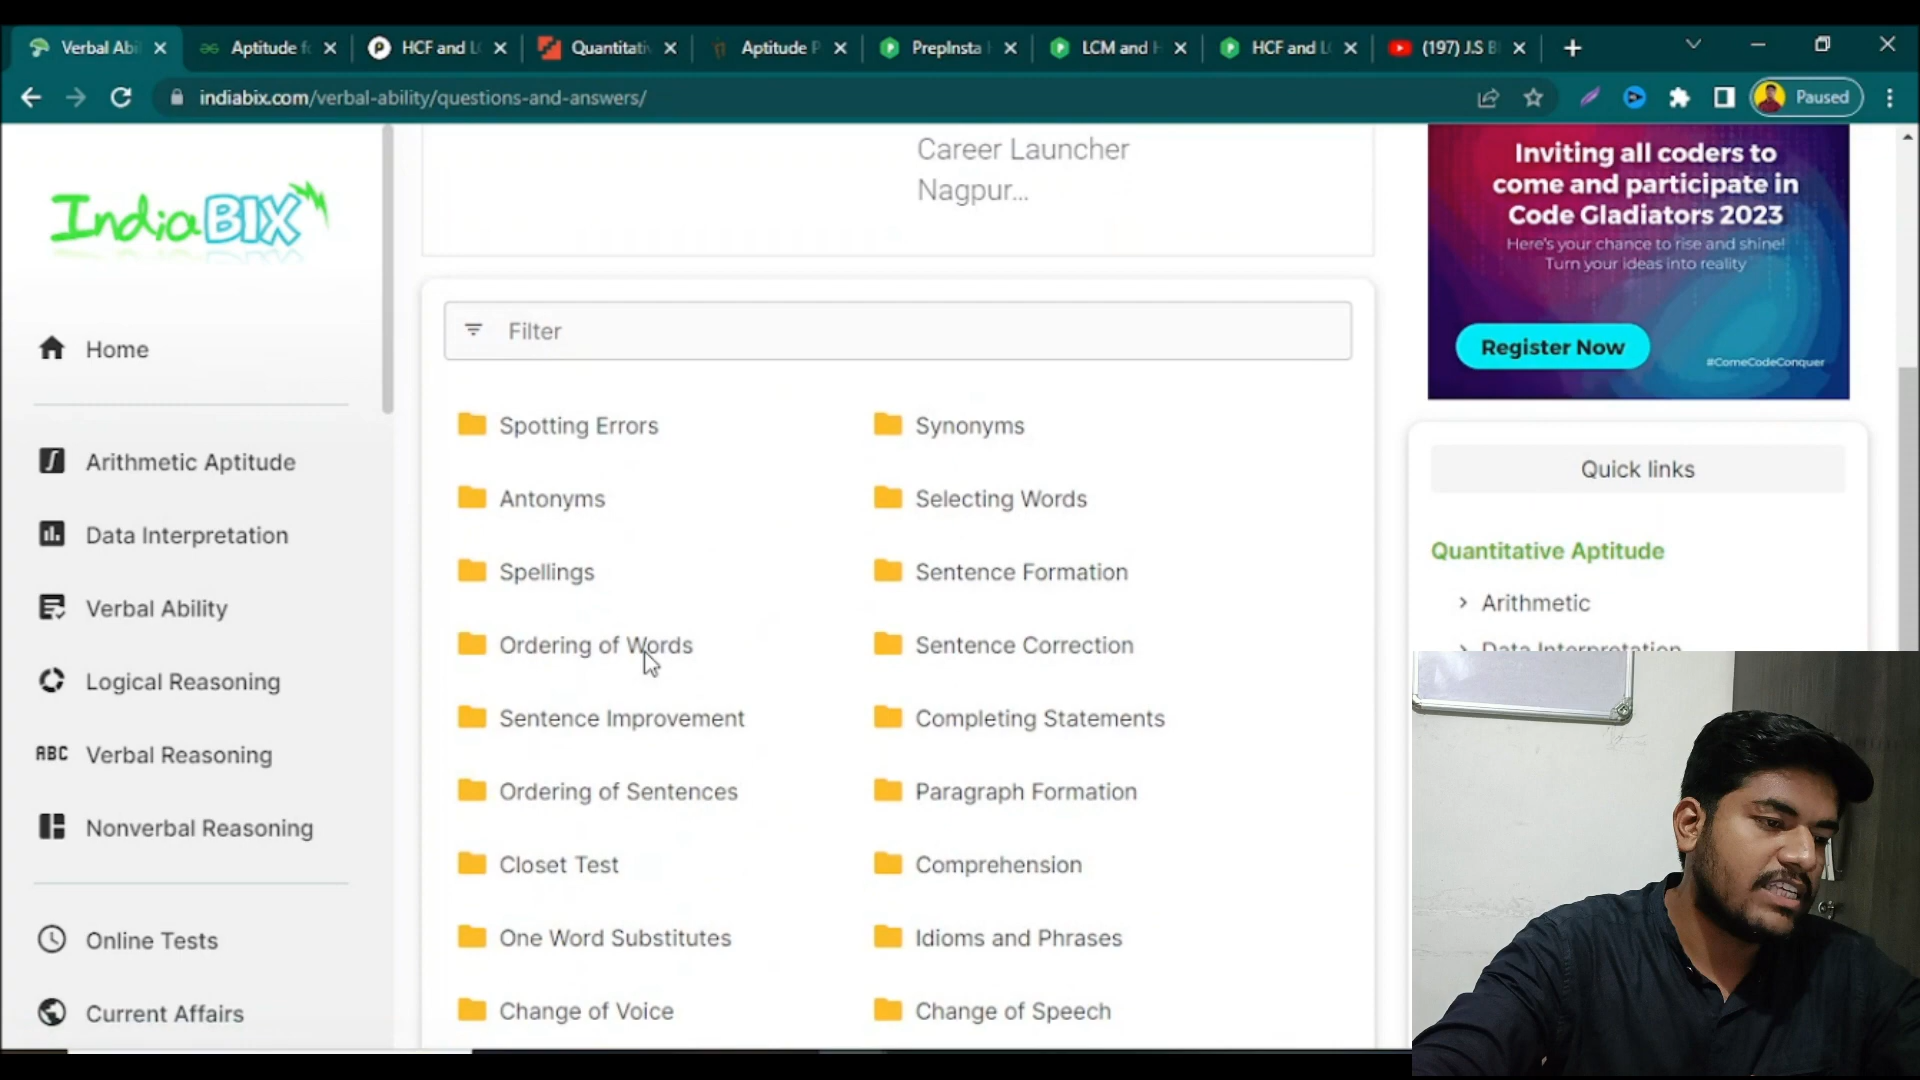 Verbal Abi
Aptitude f
HCF and L
Quantitati
Aptitude P
PrepInsta
LCM and H
HCF and L
(197) J.S B
indiabix.com/verbal-ability/questions-and-answers/
Paused
IndiaBIX
Home
Arithmetic Aptitude
Data Interpretation
Verbal Ability
Logical Reasoning
ABC Verbal Reasoning
Nonverbal Reasoning
Online Tests
Current Affairs
Career Launcher
Nagpur...
Filter
Spotting Errors
Synonyms
Antonyms
Selecting Words
Spellings
Sentence Formation
Ordering of Words
Sentence Correction
Sentence Improvement
Completing Statements
Ordering of Sentences
Paragraph Formation
Closet Test
Comprehension
One Word Substitutes
Idioms and Phrases
Change of Voice
Change of Speech
Inviting all coders to
come and participate in
Code Gladiators 2023
Here's your chance to rise and shine!
Turn your ideas into reality
Register Now
#ComeCodeConquer
Quick links
Quantitative Aptitude
Arithmetic
Data Interpretation